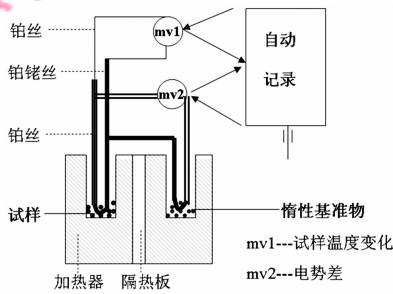 铂丝
铂铑丝
铂丝
试样
mv1
mv2
自动
记录
惰性基准物
mv1---试样温度变化
mv2---电势差
加热器
隔热板